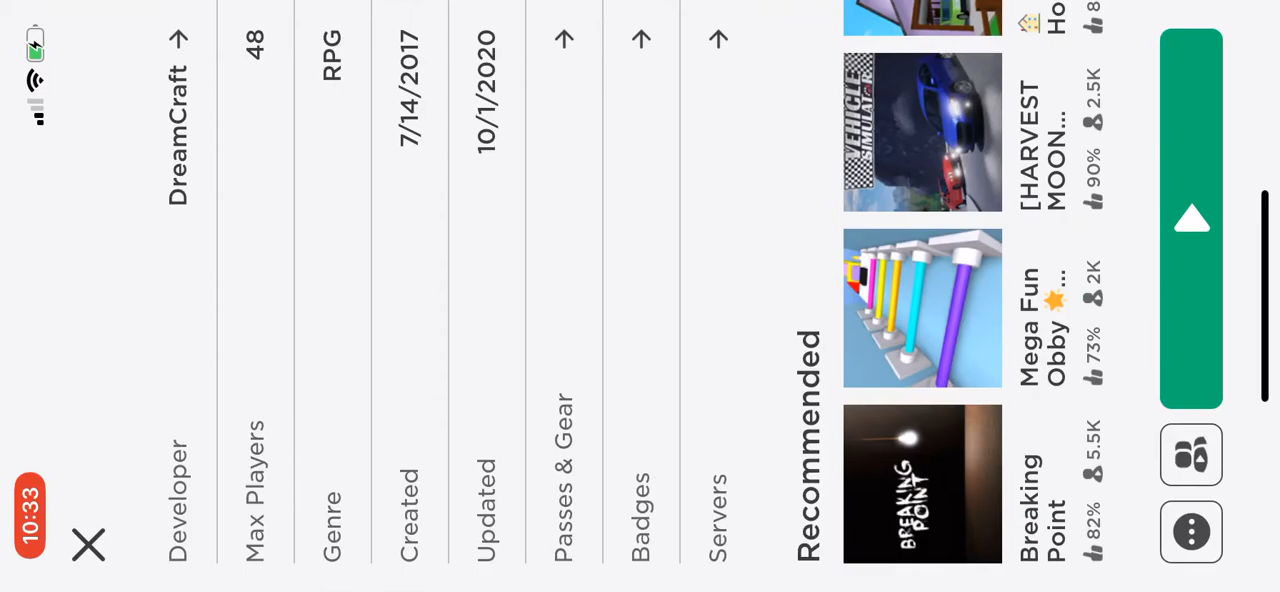 10:33
Developer DreamCraft
Max Players 48
Genre RPG
Created 7/14/2017
Updated 10/1/2020
Passes & Gear
Badges
Servers
Recommended
BREAKING
POINT
VEHICLE
SIMULATOR
Breaking
Point
82% 5.5K
Mega Fun
Obby 🌟...
73% 2K
[HARVEST
MOON...
90% 2.5K
🏠
Ho
8